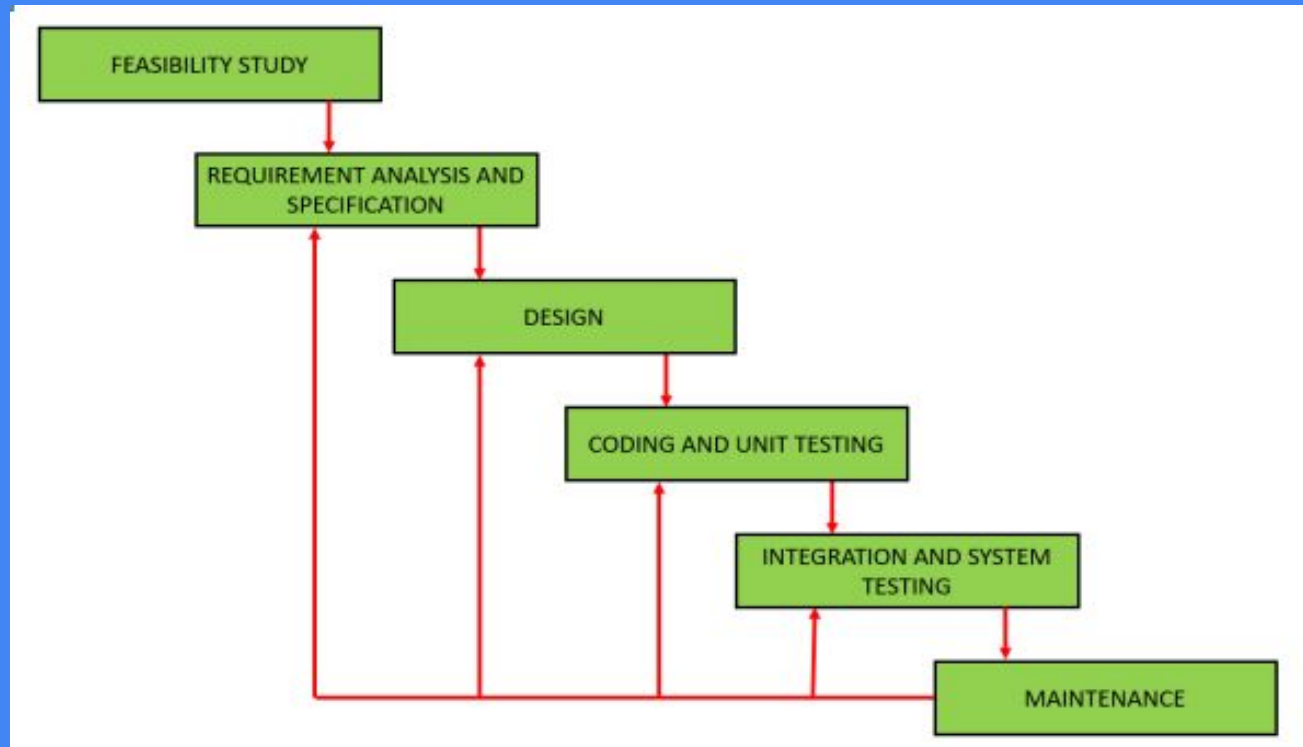 FEASIBILITY STUDY
REQUIREMENT ANALYSIS AND
SPECIFICATION
DESIGN
CODING AND UNIT TESTING
INTEGRATION AND SYSTEM
TESTING
MAINTENANCE